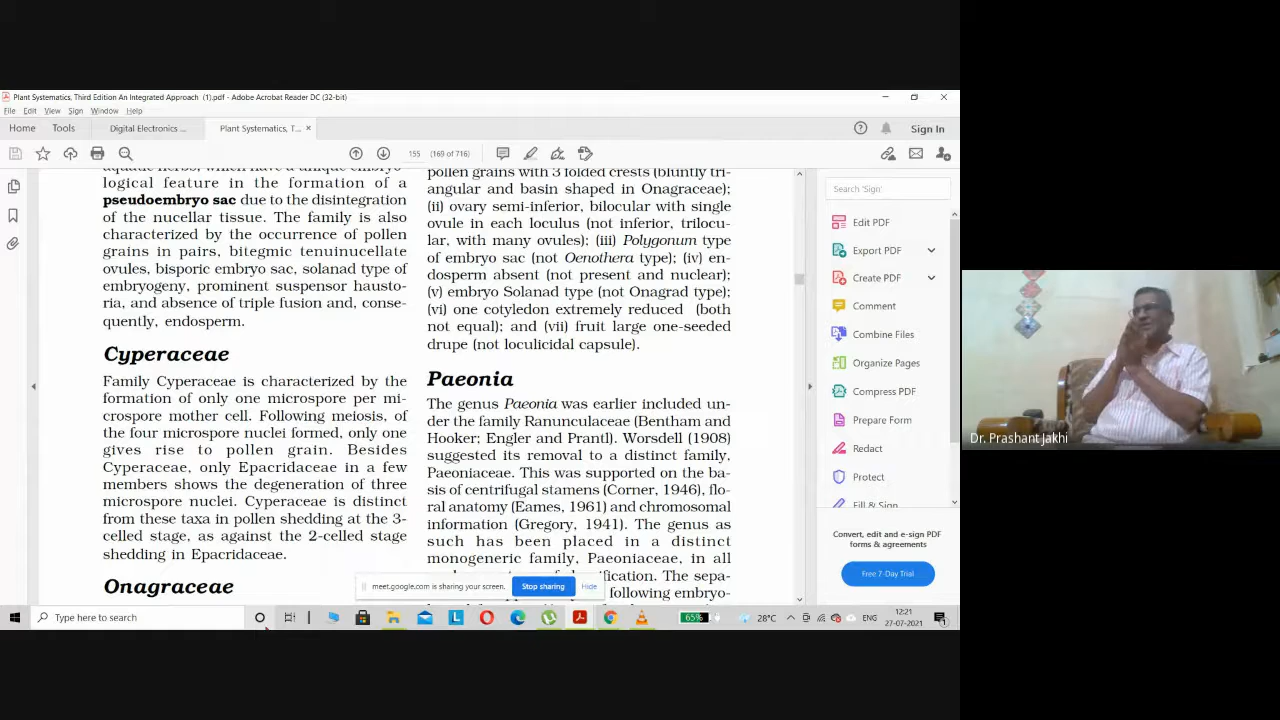 Plant Systematics, Third Edition An Integrated Approach (1).pdf - Adobe Acrobat Reader DC (32-bit)
File Edit View Sign Window Help
Home Tools Digital Electronics ... Plant Systematics, T... ×
Sign In
155 (169 of 716)
logical feature in the formation of a
pseudoembryo sac due to the disintegration
of the nucellar tissue. The family is also
characterized by the occurrence of pollen
grains in pairs, bitegmic tenuinucellate
ovules, bisporic embryo sac, solanad type of
embryogeny, prominent suspensor hausto-
ria, and absence of triple fusion and, conse-
quently, endosperm.
Cyperaceae
Family Cyperaceae is characterized by the
formation of only one microspore per mi-
crospore mother cell. Following meiosis, of
the four microspore nuclei formed, only one
gives rise to pollen grain. Besides
Cyperaceae, only Epacridaceae in a few
members shows the degeneration of three
microspore nuclei. Cyperaceae is distinct
from these taxa in pollen shedding at the 3-
celled stage, as against the 2-celled stage
shedding in Epacridaceae.
Onagraceae
pollen grains with 3 folded crests (bluntly tri-
angular and basin shaped in Onagraceae);
(ii) ovary semi-inferior, bilocular with single
ovule in each loculus (not inferior, trilocu-
lar, with many ovules); (iii) Polygonum type
of embryo sac (not Oenothera type); (iv) en-
dosperm absent (not present and nuclear);
(v) embryo Solanad type (not Onagrad type);
(vi) one cotyledon extremely reduced (both
not equal); and (vii) fruit large one-seeded
drupe (not loculicidal capsule).
Paeonia
The genus Paeonia was earlier included un-
der the family Ranunculaceae (Bentham and
Hooker; Engler and Prantl). Worsdell (1908)
suggested its removal to a distinct family,
Paeoniaceae. This was supported on the ba-
sis of centrifugal stamens (Corner, 1946), flo-
ral anatomy (Eames, 1961) and chromosomal
information (Gregory, 1941). The genus as
such has been placed in a distinct
monogeneric family, Paeoniaceae, in all
ification. The sepa-
following embryo-
Search 'Sign'
Edit PDF
Export PDF
Create PDF
Comment
Combine Files
Organize Pages
Compress PDF
Prepare Form
Redact
Protect
Fill & Sign
Convert, edit and e-sign PDF
forms & agreements
Free 7-Day Trial
meet.google.com is sharing your screen. Stop sharing Hide
Type here to search
65% 28°C ENG 12:21
27-07-2021
Dr. Prashant Jakhi